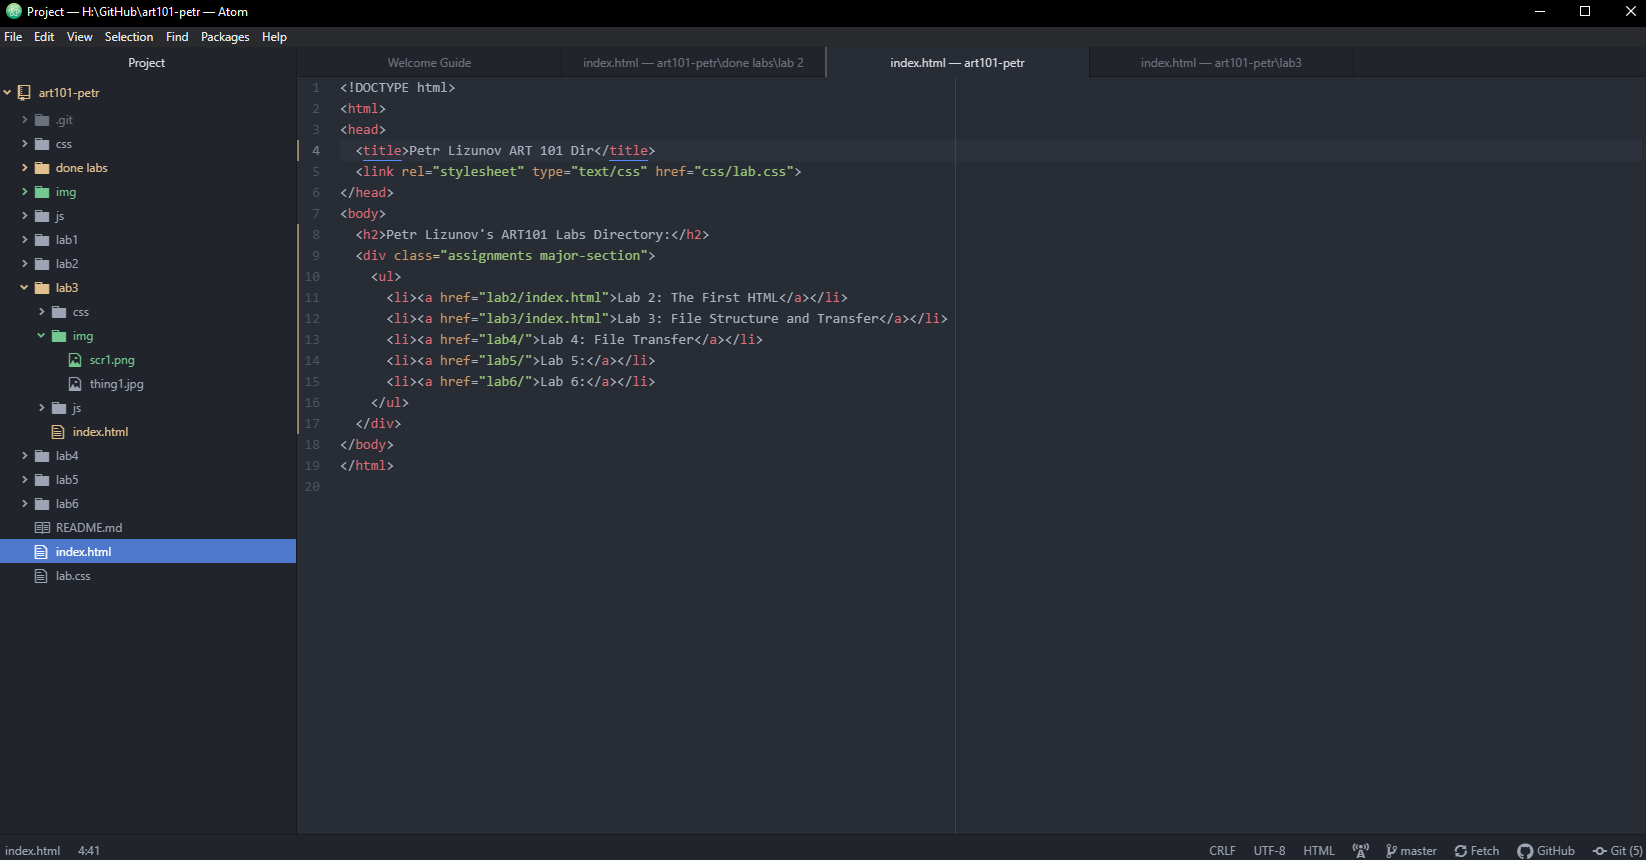 Project — H:\GitHub\art101-petr — Atom
File Edit View Selection Find Packages Help
Project
art101-petr
.git
css
done labs
img
js
lab1
lab2
lab3
css
img
scr1.png
thing1.jpg
js
index.html
lab4
lab5
lab6
README.md
index.html
lab.css
Welcome Guide
index.html — art101-petr\done labs\lab 2
index.html — art101-petr
index.html — art101-petr\lab3
1 <!DOCTYPE html>
2 <html>
3 <head>
4   <title>Petr Lizunov ART 101 Dir</title>
5   <link rel="stylesheet" type="text/css" href="css/lab.css">
6 </head>
7 <body>
8   <h2>Petr Lizunov's ART101 Labs Directory:</h2>
9   <div class="assignments major-section">
10     <ul>
11       <li><a href="lab2/index.html">Lab 2: The First HTML</a></li>
12       <li><a href="lab3/index.html">Lab 3: File Structure and Transfer</a></li>
13       <li><a href="lab4/">Lab 4: File Transfer</a></li>
14       <li><a href="lab5/">Lab 5:</a></li>
15       <li><a href="lab6/">Lab 6:</a></li>
16     </ul>
17   </div>
18 </body>
19 </html>
20
index.html 4:41 CRLF UTF-8 HTML master Fetch GitHub Git (5)